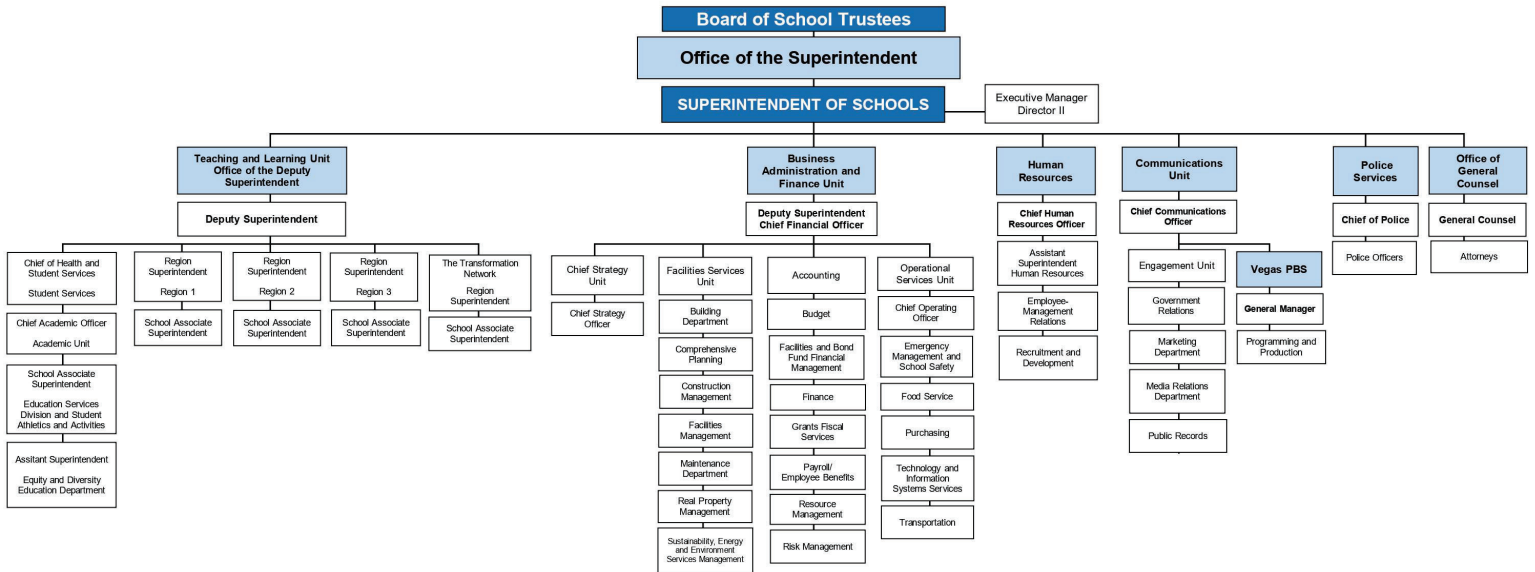 Board of School Trustees
Office of the Superintendent
SUPERINTENDENT OF SCHOOLS
Executive Manager
Director II
Teaching and Learning Unit
Office of the Deputy
Superintendent
Deputy Superintendent
Chief of Health and
Student Services
Student Services
Chief Academic Officer
Academic Unit
School Associate
Superintendent
Education Services
Division and Student
Athletics and Activities
Assitant Superintendent
Equity and Diversity
Education Department
Region
Superintendent
Region 1
School Associate
Superintendent
Region
Superintendent
Region 2
School Associate
Superintendent
Region
Superintendent
Region 3
School Associate
Superintendent
The Transformation
Network
Region
Superintendent
School Associate
Superintendent
Business
Administration and
Finance Unit
Deputy Superintendent
Chief Financial Officer
Chief Strategy
Unit
Chief Strategy
Officer
Facilities Services
Unit
Building
Department
Comprehensive
Planning
Construction
Management
Facilities
Management
Maintenance
Department
Real Property
Management
Sustainability, Energy
and Environment
Services Management
Accounting
Budget
Facilities and Bond
Fund Financial
Management
Finance
Grants Fiscal
Services
Payroll/
Employee Benefits
Resource
Management
Risk Management
Operational
Services Unit
Chief Operating
Officer
Emergency
Management and
School Safety
Food Service
Purchasing
Technology and
Information
Systems Services
Transportation
Human
Resources
Chief Human
Resources Officer
Assistant
Superintendent
Human Resources
Employee-
Management
Relations
Recruitment and
Development
Communications
Unit
Chief Communications
Officer
Engagement Unit
Government
Relations
Marketing
Department
Media Relations
Department
Public Records
Vegas PBS
General Manager
Programming and
Production
Police
Services
Chief of Police
Police Officers
Office of
General
Counsel
General Counsel
Attorneys